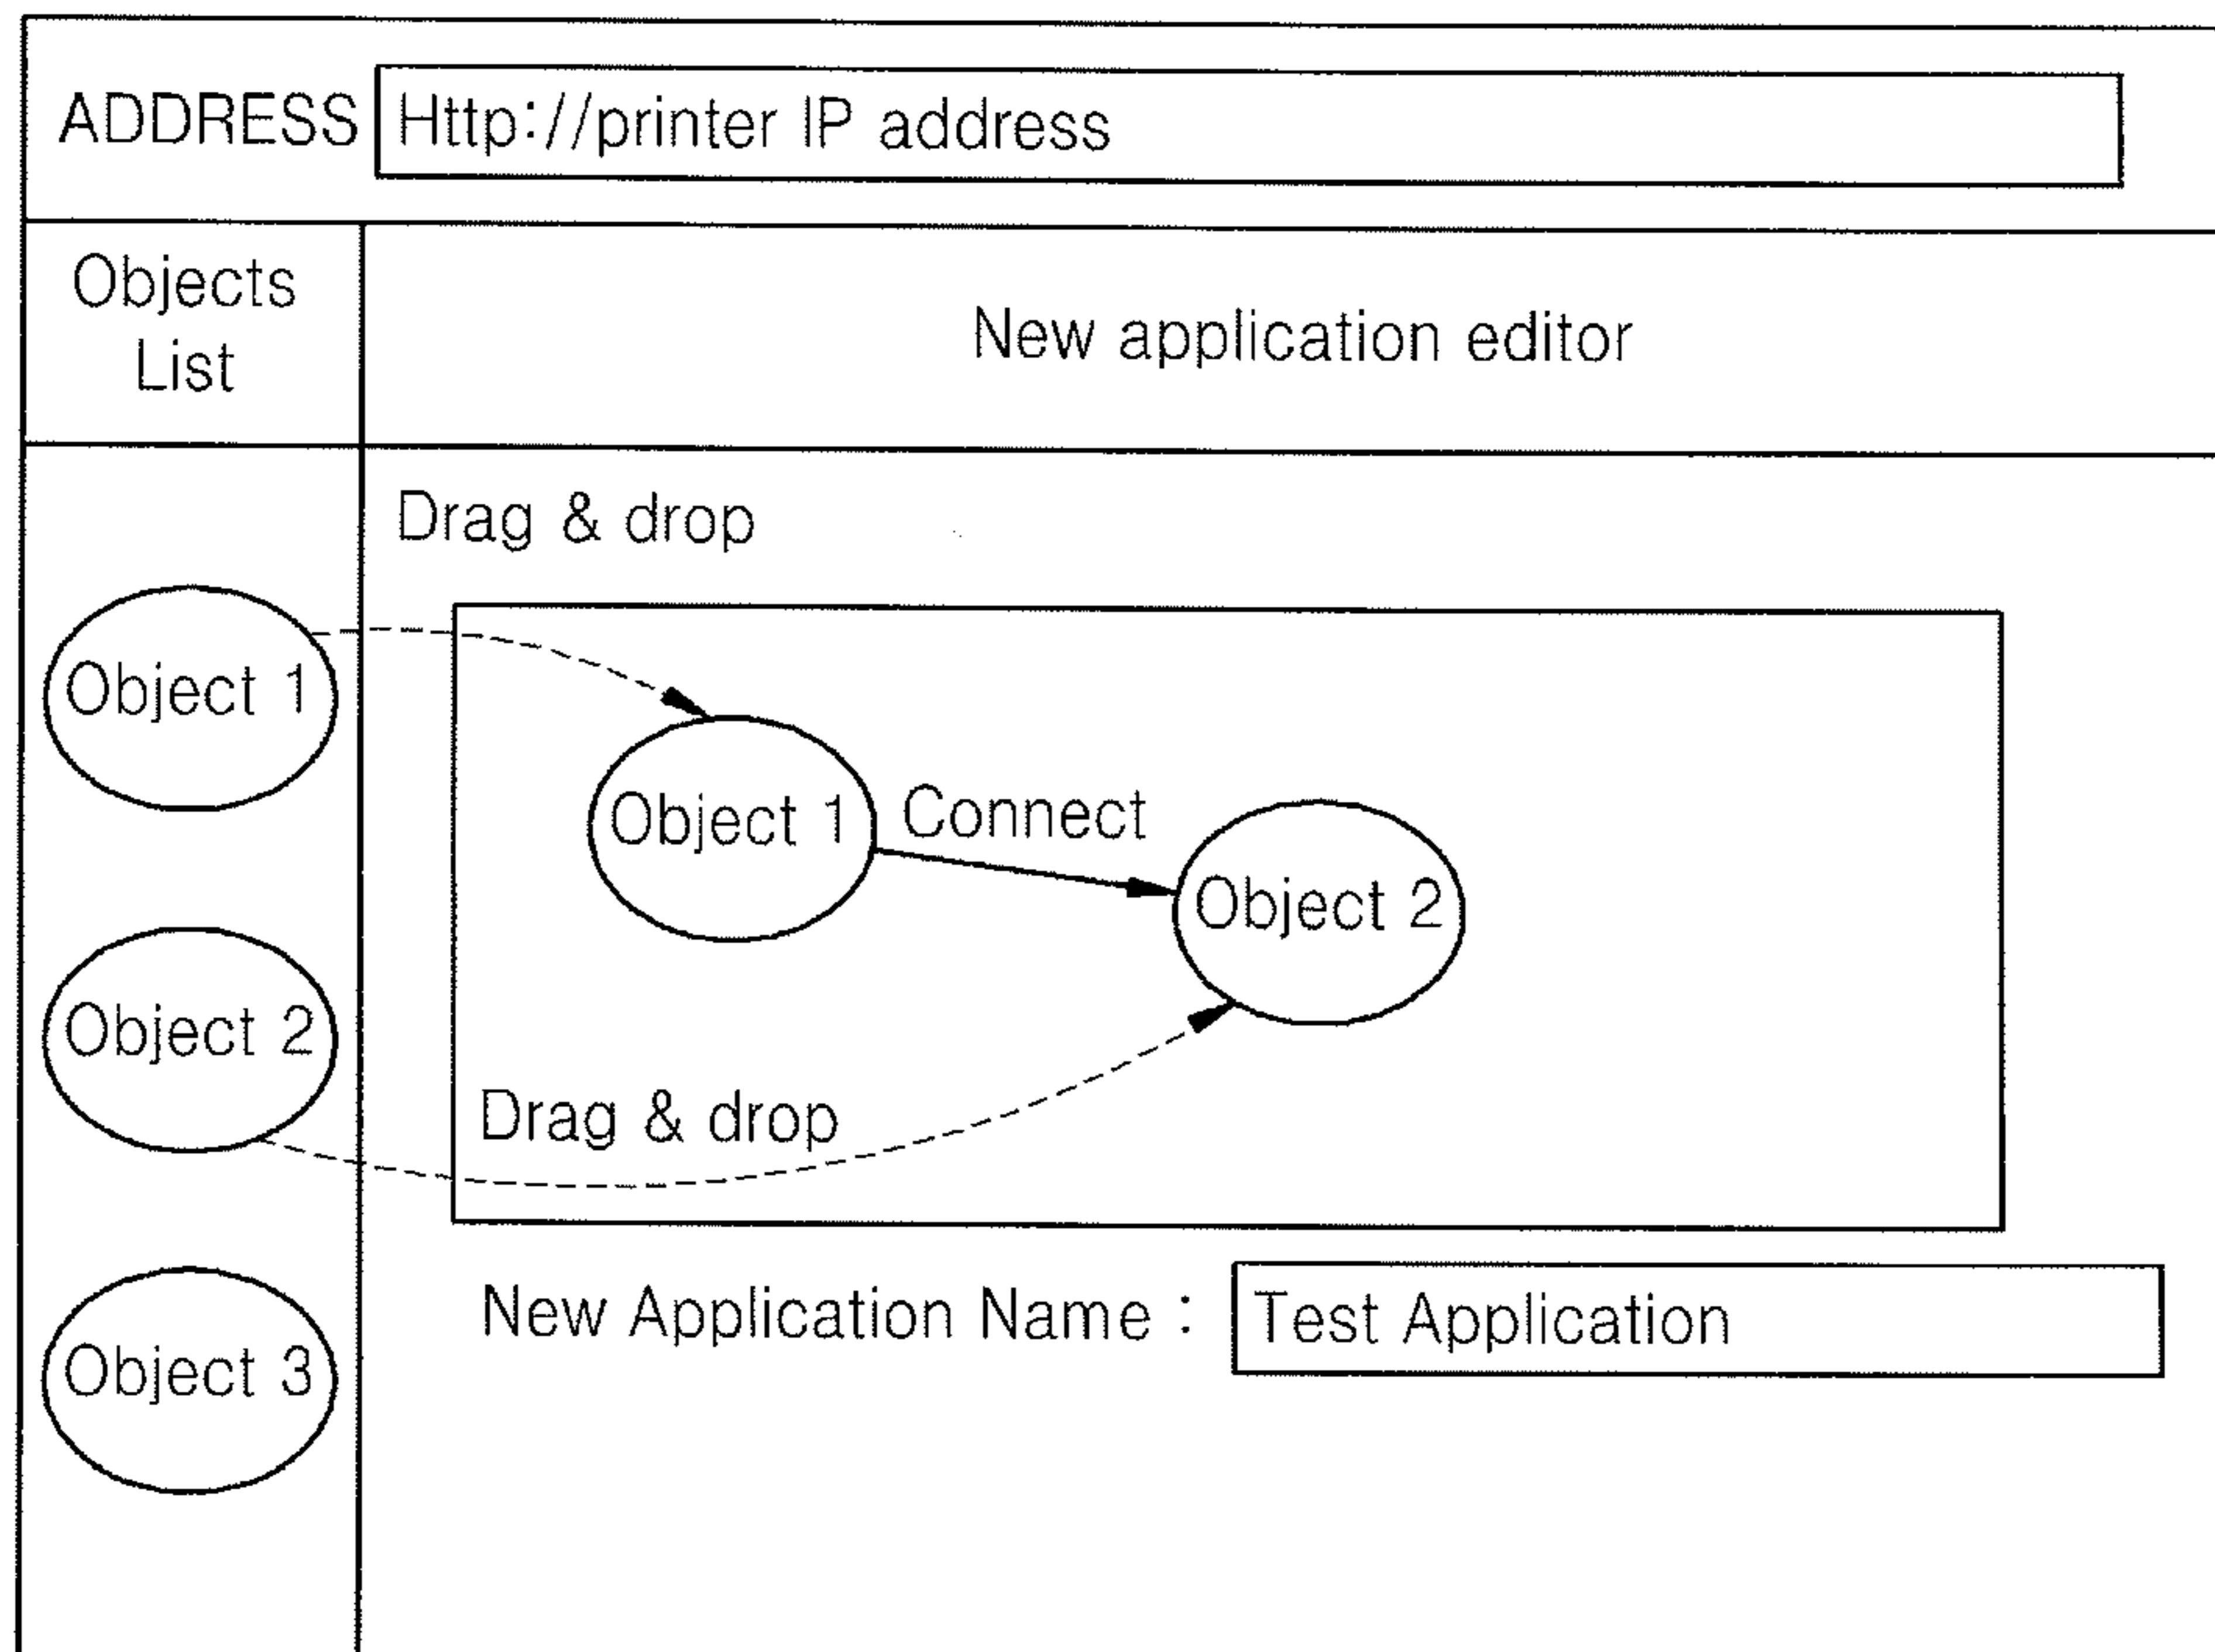 ADDRESS Http://printer IP address
Objects
List
New application editor
Drag & drop
Object 1
Object 1 Connect
Object 2
Object 2
Drag & drop
New Application Name : Test Application
Object 3